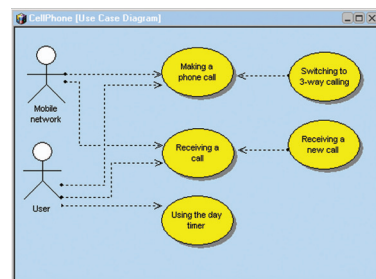 CellPhone [Use Case Diagram]
Making a
phone call
Switching to
3-way calling
Mobile
network
Receiving a
call
Receiving a
new call
User
Using the day
timer